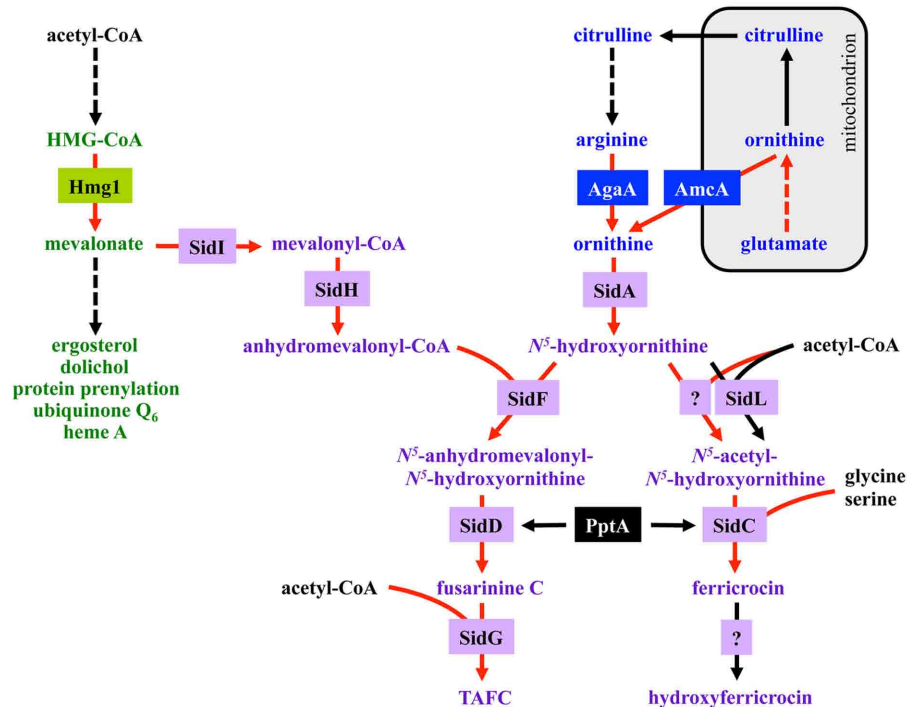 acetyl-CoA
citrulline
citrulline
mitochondrion
HMG-CoA
arginine
ornithine
Hmg1
AgaA
AmcA
mevalonate
SidI
mevalonyl-CoA
ornithine
glutamate
SidH
SidA
ergosterol
dolichol
protein prenylation
ubiquinone Q6
heme A
anhydromevalonyl-CoA
N5-hydroxyornithine
acetyl-CoA
SidF
?
SidL
N5-anhydromevalonyl-
N5-hydroxyornithine
N5-acetyl-
N5-hydroxyornithine
glycine
serine
SidD
PptA
SidC
acetyl-CoA
fusarinine C
ferricrocin
SidG
?
TAFC
hydroxyferricrocin